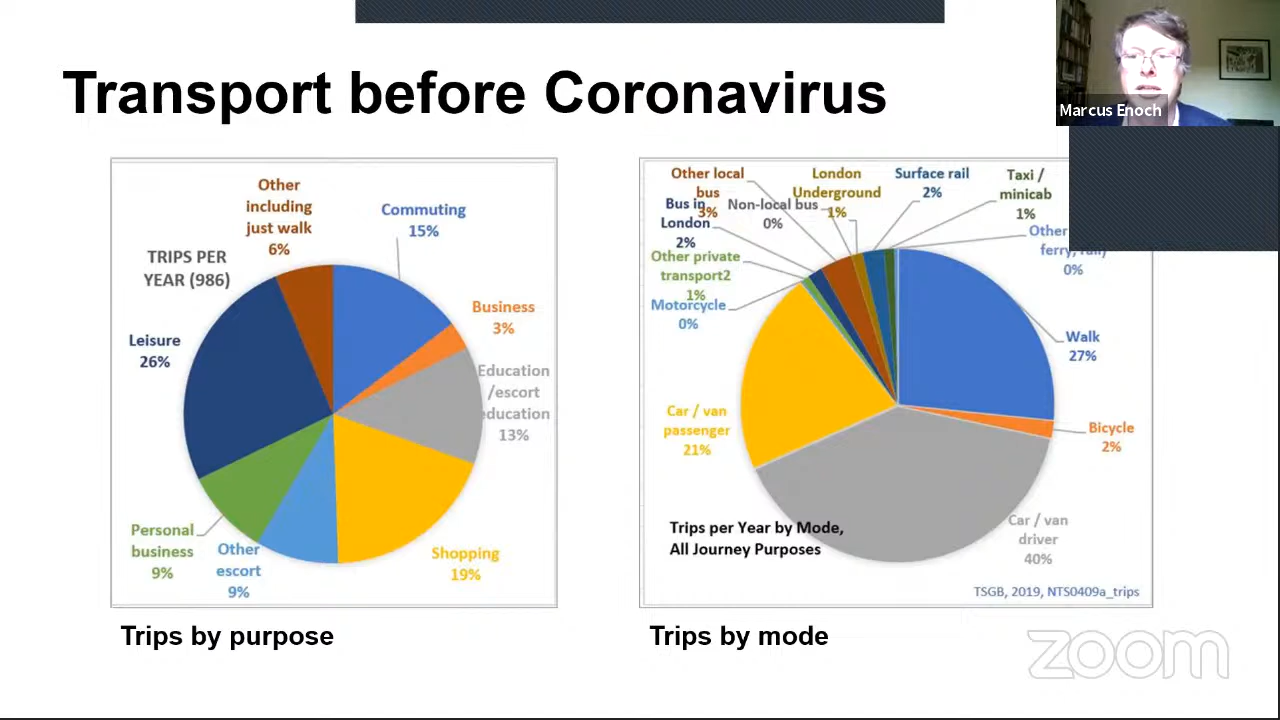 Transport before Coronavirus
Marcus Enoch
Other
including
just walk
6%
Commuting
15%
TRIPS PER
YEAR (986)
Business
3%
Leisure
26%
Education
/escort
education
13%
Personal
business
9%
Other
escort
9%
Shopping
19%
Trips by purpose
Other local
bus
3%
London
Underground
1%
Surface rail
2%
Taxi /
minicab
1%
Bus in
London
2%
Non-local bus
0%
Other
ferry,
0%
Other private
transport2
1%
Motorcycle
0%
Walk
27%
Car / van
passenger
21%
Bicycle
2%
Car / van
driver
40%
Trips per Year by Mode,
All Journey Purposes
TSGB, 2019, NTS0409a_trips
Trips by mode
zoom